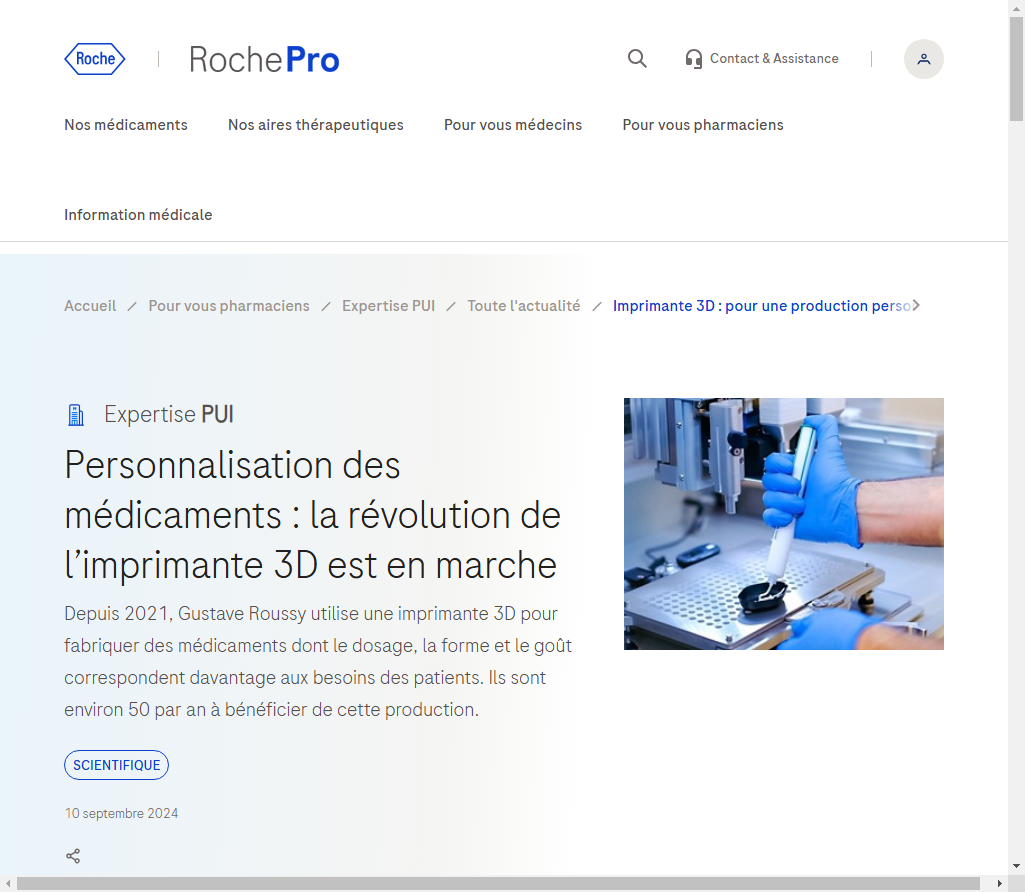 Roche
RochePro
Contact & Assistance
Nos médicaments
Nos aires thérapeutiques
Pour vous médecins
Pour vous pharmaciens
Information médicale
Accueil / Pour vous pharmaciens / Expertise PUI / Toute l'actualité / Imprimante 3D : pour une production perso
Expertise PUI
Personnalisation des
médicaments : la révolution de
l’imprimante 3D est en marche
Depuis 2021, Gustave Roussy utilise une imprimante 3D pour
fabriquer des médicaments dont le dosage, la forme et le goût
correspondent davantage aux besoins des patients. Ils sont
environ 50 par an à bénéficier de cette production.
SCIENTIFIQUE
10 septembre 2024